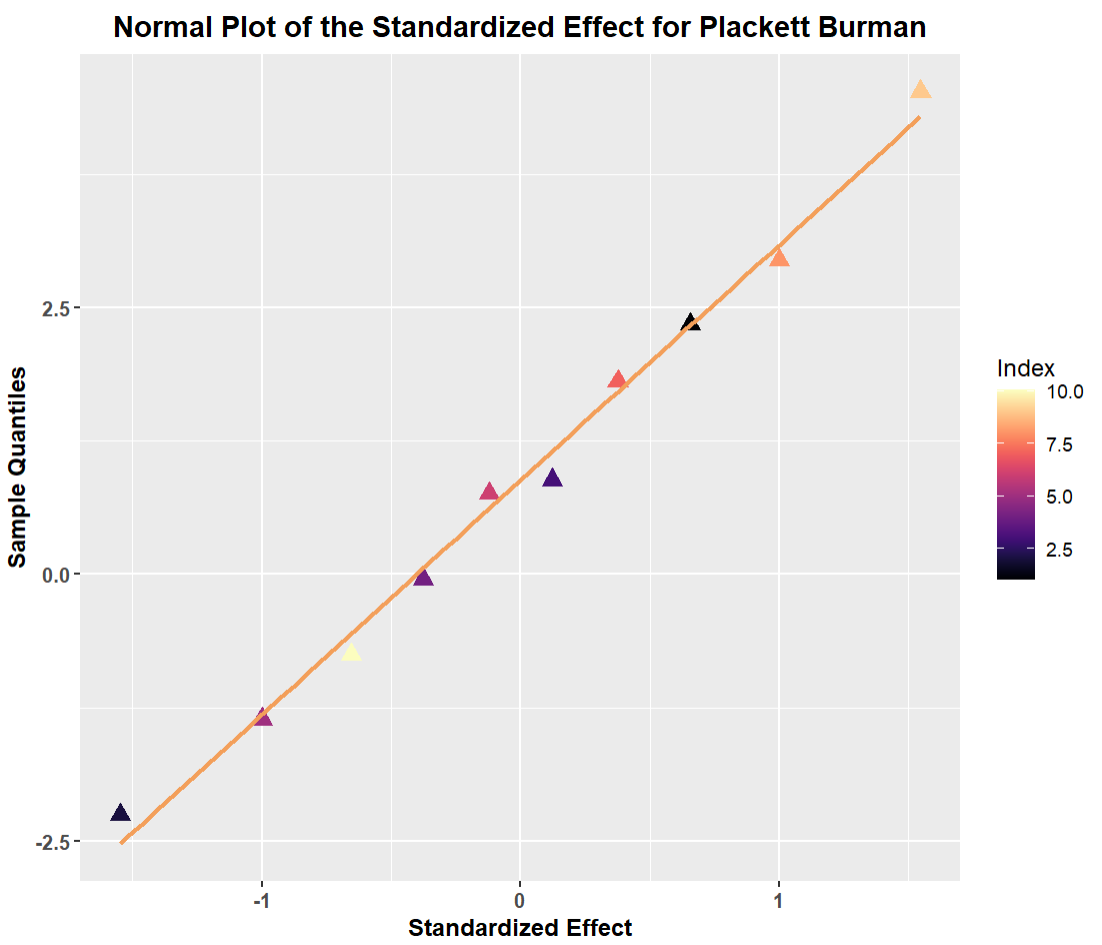 Normal Plot of the Standardized Effect for Plackett Burman
Sample Quantiles
2.5
0.0
-2.5
-1
0
1
Standardized Effect
Index
10.0
7.5
5.0
2.5